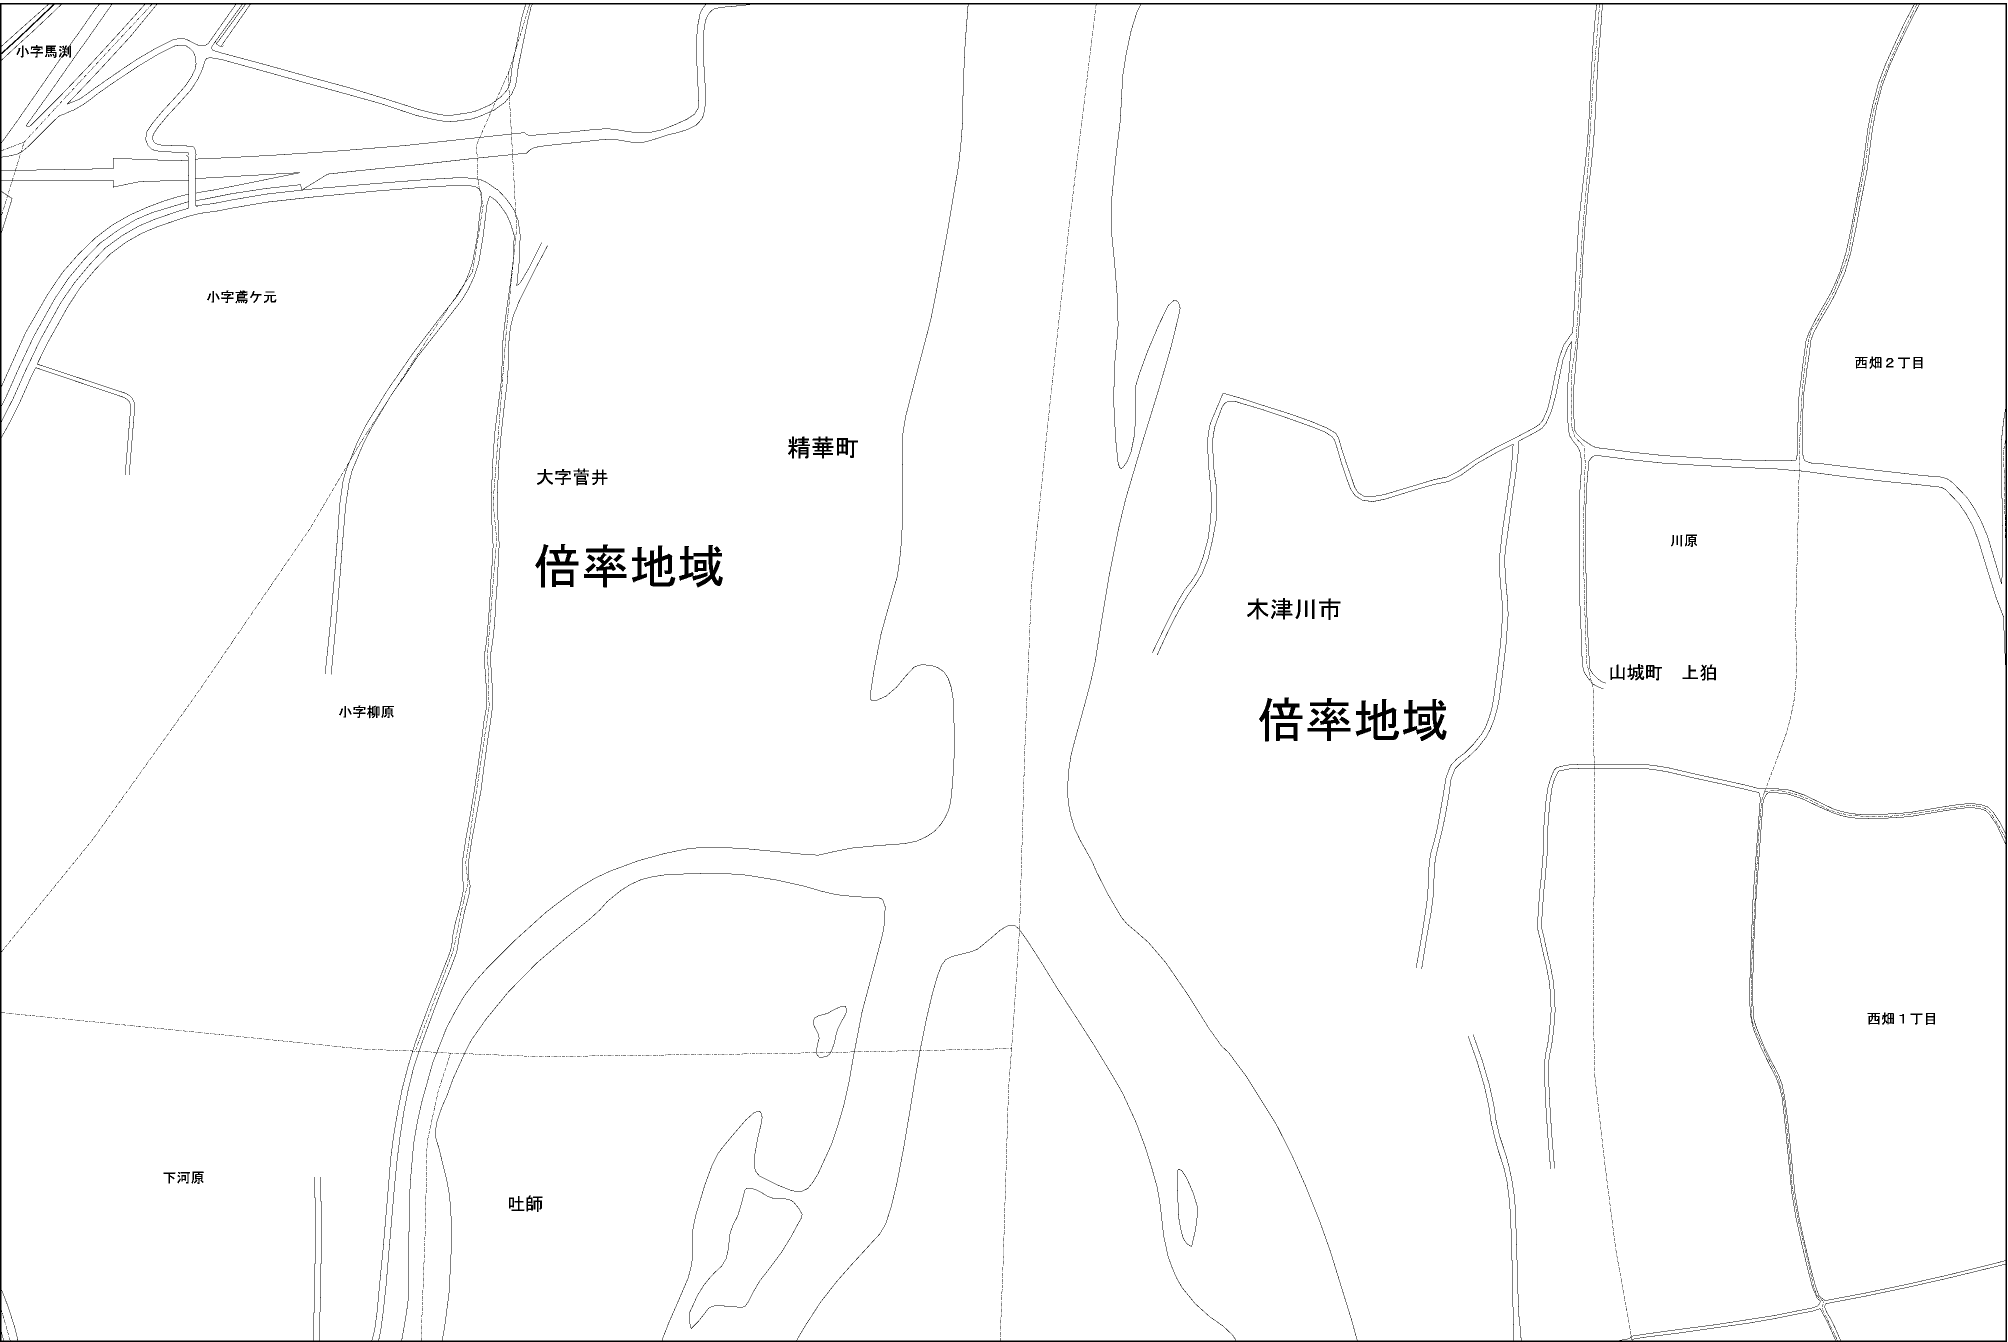 小字馬渕
小字鳶ケ元
西畑２丁目
精華町
大字菅井
川原
倍率地域
木津川市
山城町　上狛
小字柳原
倍率地域
西畑１丁目
下河原
吐師